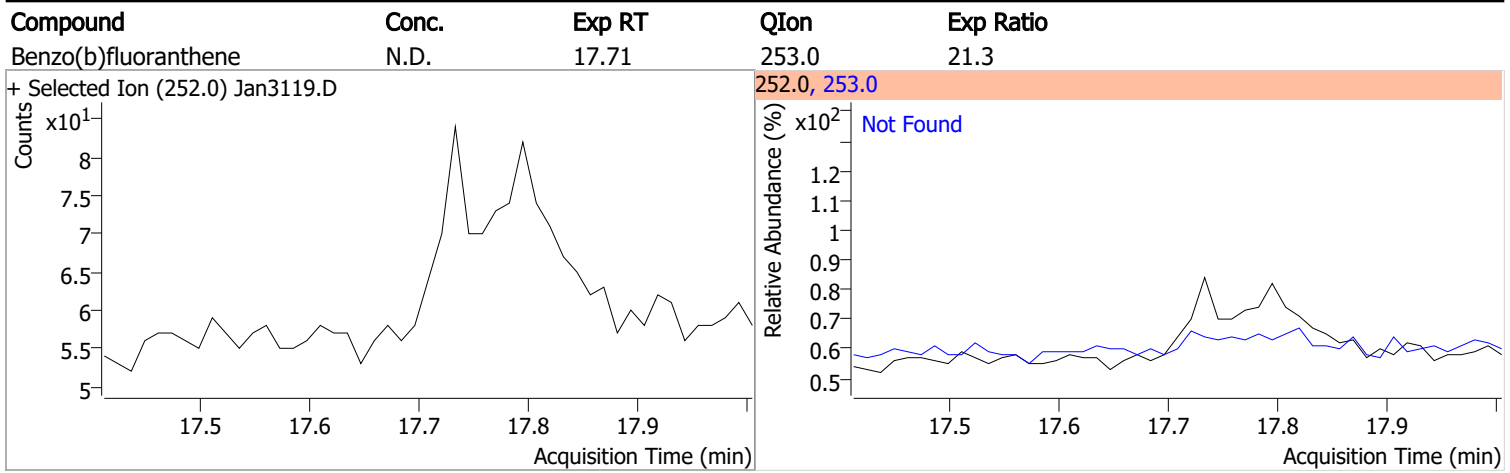 Compound Conc. Exp RT QIon Exp Ratio
Benzo(b)fluoranthene N.D. 17.71 253.0 21.3
+ Selected Ion (252.0) Jan3119.D
Counts
x10¹
8
7.5
7
6.5
6
5.5
5
17.5 17.6 17.7 17.8 17.9
Acquisition Time (min)
252.0, 253.0
Relative Abundance (%)
x10²
Not Found
1.2
1.1
1
0.9
0.8
0.7
0.6
0.5
17.5 17.6 17.7 17.8 17.9
Acquisition Time (min)